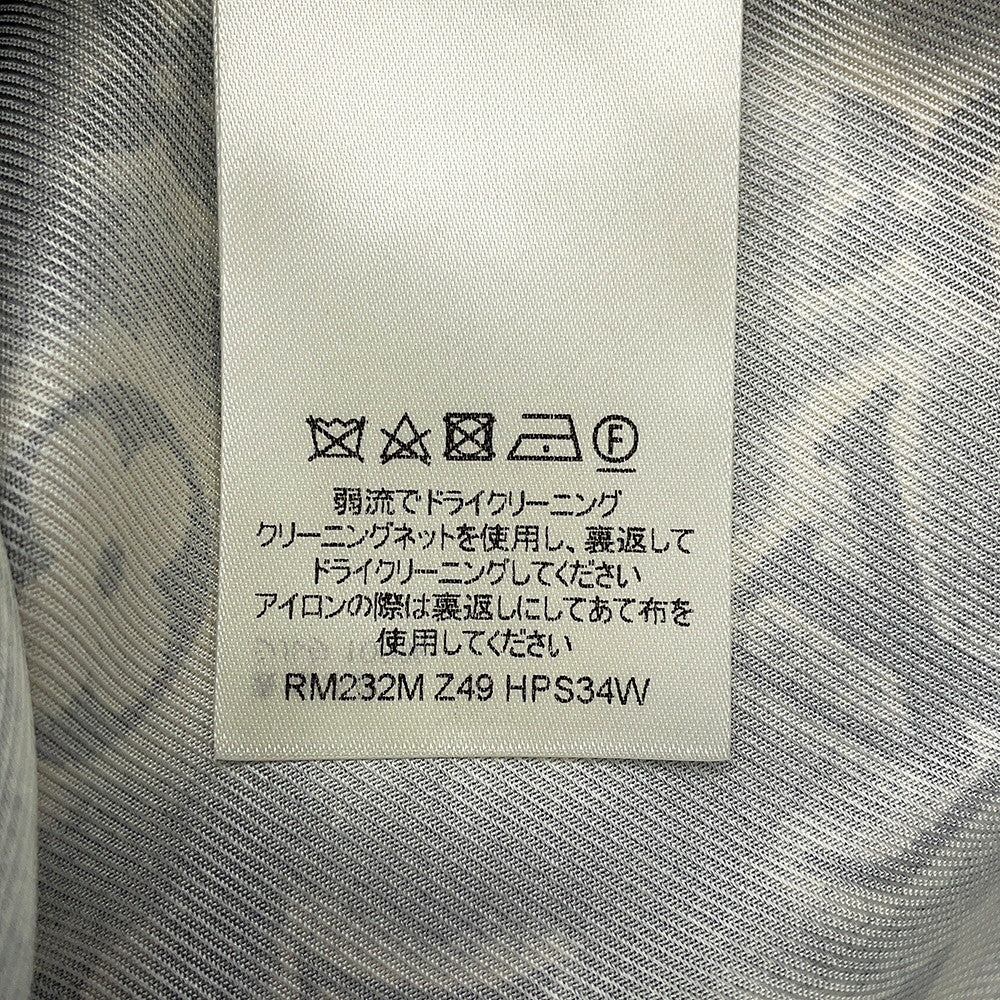 F
弱流でドライクリーニング
クリーニングネットを使用し、裏返して
ドライクリーニングしてください
アイロンの際は裏返しにしてあて布を
使用してください
RM232M Z49 HPS34W